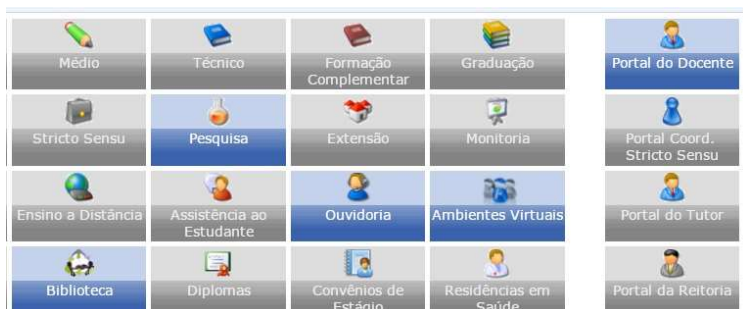 Médio
Técnico
Formação
Complementar
Graduação
Portal do Docente
Stricto Sensu
Pesquisa
Extensão
Monitoria
Portal Coord.
Stricto Sensu
Ensino a Distância
Assistência ao
Estudante
Ouvidoria
Ambientes Virtuais
Portal do Tutor
Biblioteca
Diplomas
Convênios de
Estágio
Residências em
Saúde
Portal da Reitoria